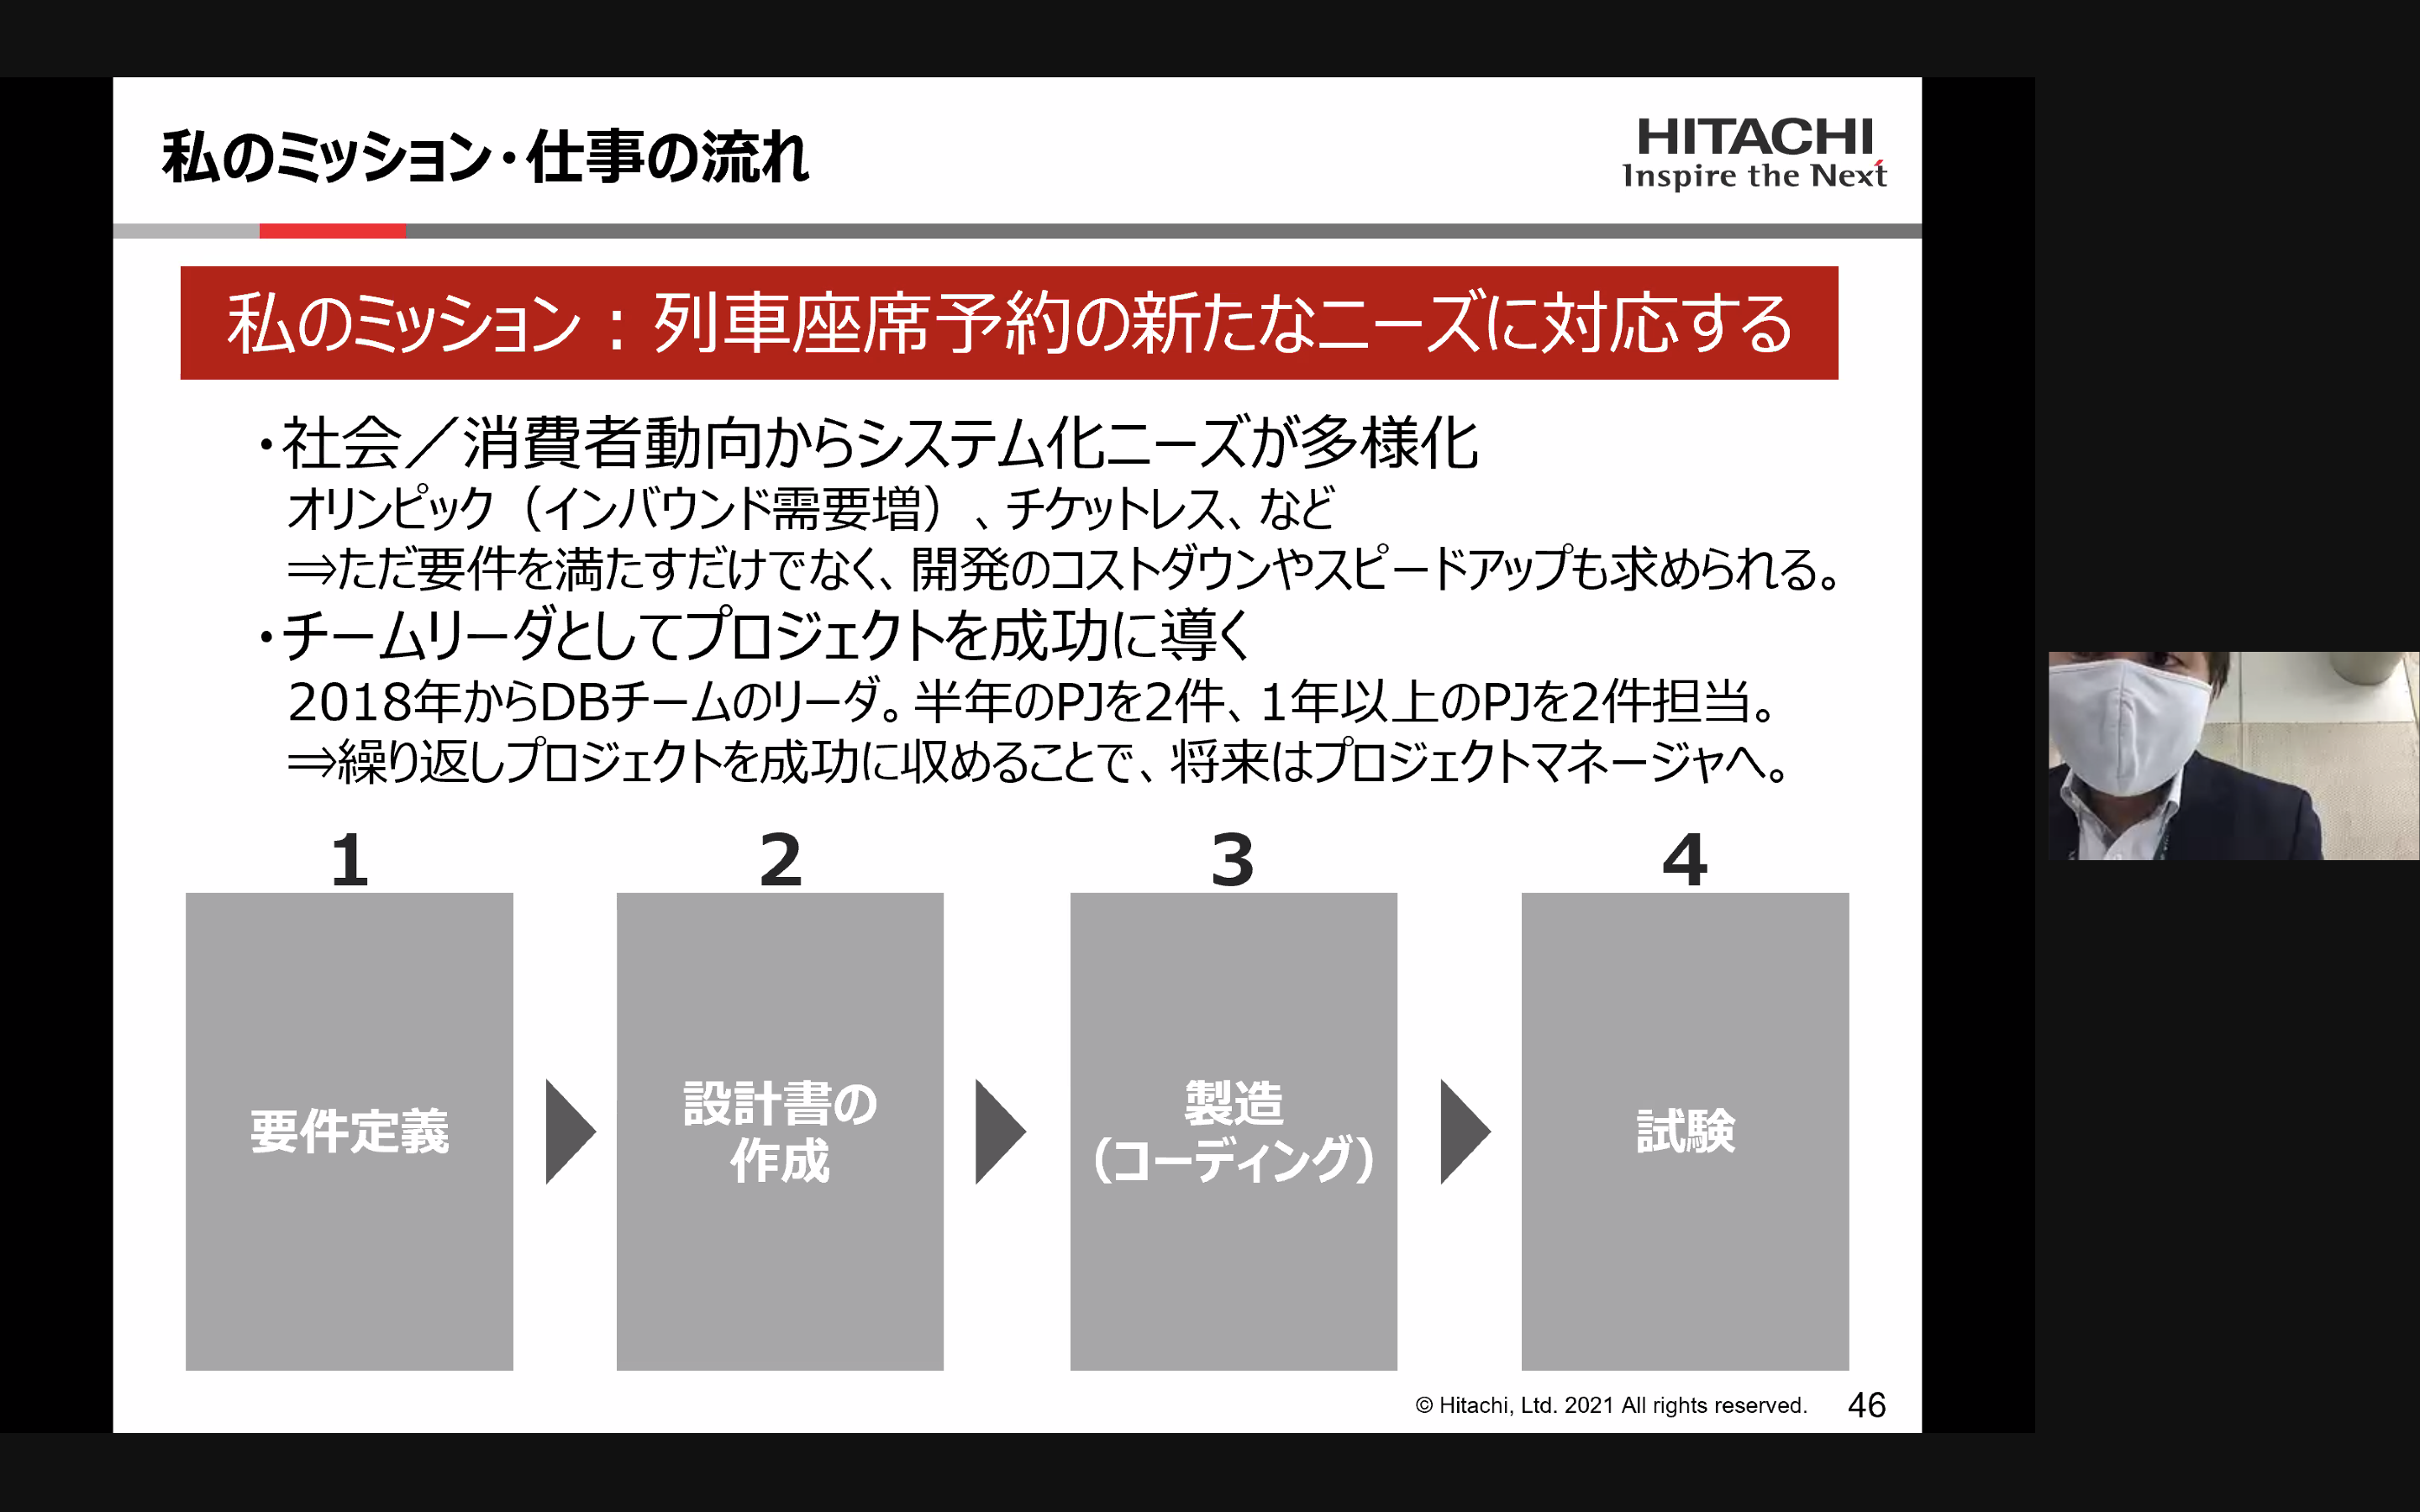 私のミッション・仕事の流れ
HITACHI
Inspire the Next
私のミッション：列車座席予約の新たなニーズに対応する
・社会／消費者動向からシステム化ニーズが多様化
オリンピック（インバウンド需要増）、チケットレス、など
⇒ただ要件を満たすだけでなく、開発のコストダウンやスピードアップも求められる。
・チームリーダとしてプロジェクトを成功に導く
2018年からDBチームのリーダ。半年のPJを2件、1年以上のPJを2件担当。
⇒繰り返しプロジェクトを成功に収めることで、将来はプロジェクトマネージャへ。
1
要件定義
2
設計書の
作成
3
製造
（コーディング）
4
試験
© Hitachi, Ltd. 2021 All rights reserved.
46